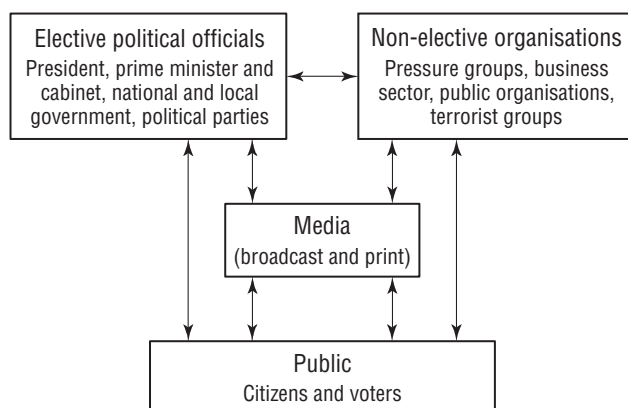 Elective political officials
President, prime minister and
cabinet, national and local
government, political parties
Non-elective organisations
Pressure groups, business
sector, public organisations,
terrorist groups
Media
(broadcast and print)
Public
Citizens and voters